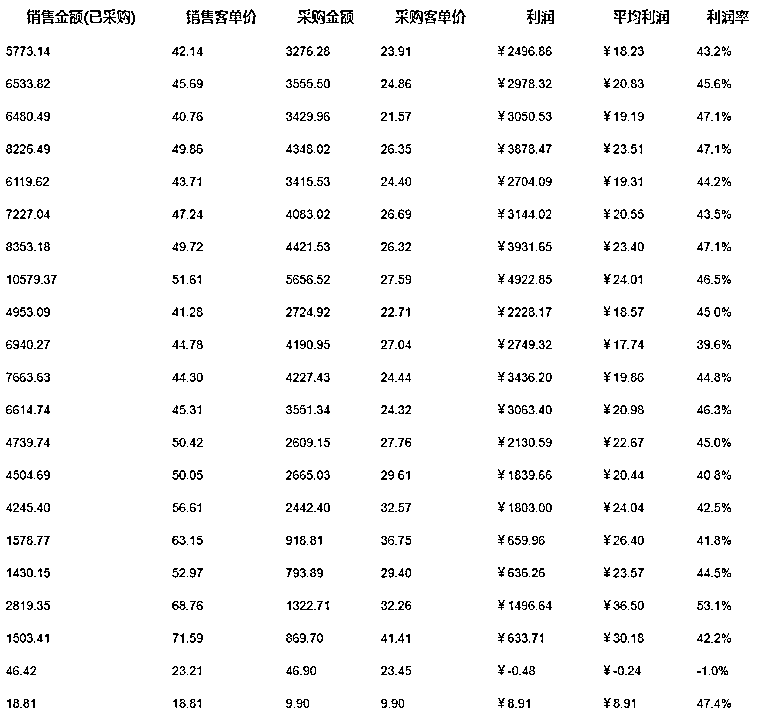 销售金额(已采购) 销售客单价 采购金额 采购客单价 利润 平均利润 利润率
5773.14 42.14 3276.28 23.91 ¥2496.86 ¥18.23 43.2%
6533.82 45.69 3555.50 24.86 ¥2978.32 ¥20.83 45.6%
6480.49 40.76 3429.96 21.57 ¥3050.53 ¥19.19 47.1%
8226.49 49.86 4348.02 26.35 ¥3878.47 ¥23.51 47.1%
6119.62 43.71 3415.53 24.40 ¥2704.09 ¥19.31 44.2%
7227.04 47.24 4083.02 26.69 ¥3144.02 ¥20.55 43.5%
8353.18 49.72 4421.53 26.32 ¥3931.65 ¥23.40 47.1%
10579.37 51.61 5656.52 27.59 ¥4922.85 ¥24.01 46.5%
4953.09 41.28 2724.92 22.71 ¥2228.17 ¥18.57 45.0%
6940.27 44.78 4190.95 27.04 ¥2749.32 ¥17.74 39.6%
7663.63 44.30 4227.43 24.44 ¥3436.20 ¥19.86 44.8%
6614.74 45.31 3551.34 24.32 ¥3063.40 ¥20.98 46.3%
4739.74 50.42 2609.15 27.76 ¥2130.59 ¥22.67 45.0%
4504.69 50.05 2665.03 29.61 ¥1839.66 ¥20.44 40.8%
4245.40 56.61 2442.40 32.57 ¥1803.00 ¥24.04 42.5%
1578.77 63.15 918.81 36.75 ¥659.96 ¥26.40 41.8%
1430.15 52.97 793.89 29.40 ¥636.26 ¥23.57 44.5%
2819.35 68.76 1322.71 32.26 ¥1496.64 ¥36.50 53.1%
1503.41 71.59 869.70 41.41 ¥633.71 ¥30.18 42.2%
46.42 23.21 46.90 23.45 ¥-0.48 ¥-0.24 -1.0%
18.81 18.81 9.90 9.90 ¥8.91 ¥8.91 47.4%